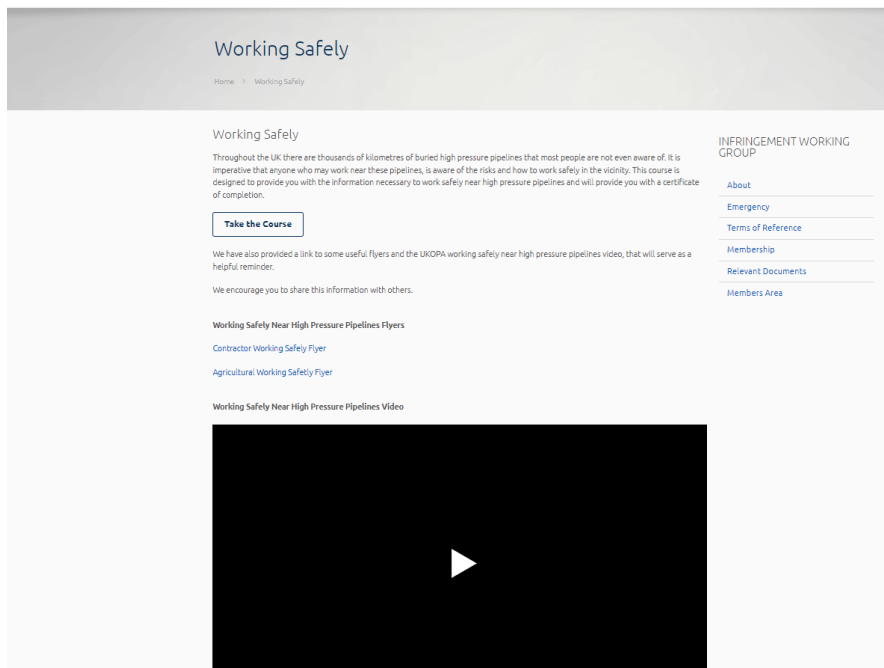 Working Safely
Home > Working Safely
Working Safely
Throughout the UK there are thousands of kilometres of buried high pressure pipelines that most people are not even aware of. It is
imperative that anyone who may work near these pipelines, is aware of the risks and how to work safely in the vicinity. This course is
designed to provide you with the information necessary to work safely near high pressure pipelines and will provide you with a certificate
of completion.
Take the Course
We have also provided a link to some useful flyers and the UKOPA working safely near high pressure pipelines video, that will serve as a
helpful reminder.
We encourage you to share this information with others.
Working Safely Near High Pressure Pipelines Flyers
Contractor Working Safely Flyer
Agricultural Working Safetly Flyer
Working Safely Near High Pressure Pipelines Video
INFRINGEMENT WORKING
GROUP
About
Emergency
Terms of Reference
Membership
Relevant Documents
Members Area